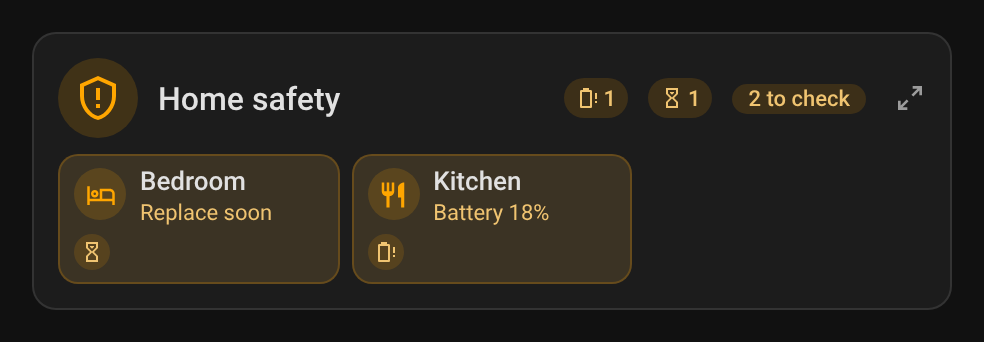 Home safety
1
1
2 to check
Bedroom
Replace soon
Kitchen
Battery 18%